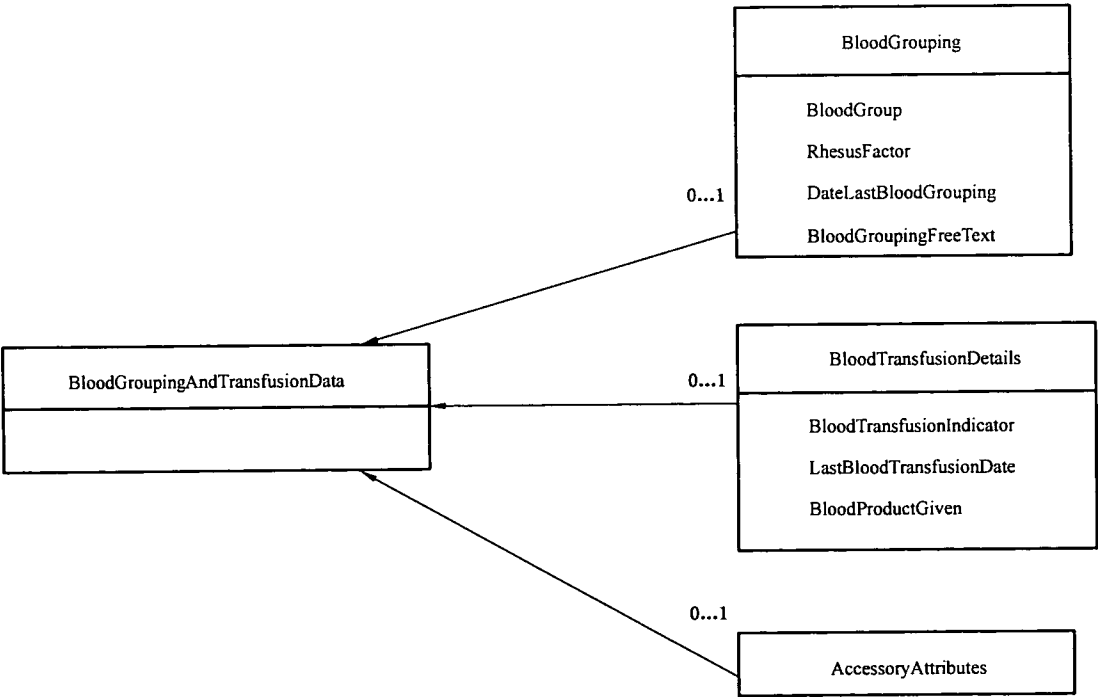 BloodGrouping
BloodGroup
RhesusFactor
DateLastBloodGrouping
BloodGroupingFreeText
0...1
BloodGroupingAndTransfusionData
0...1
BloodTransfusionDetails
BloodTransfusionIndicator
LastBloodTransfusionDate
BloodProductGiven
0...1
AccessoryAttributes